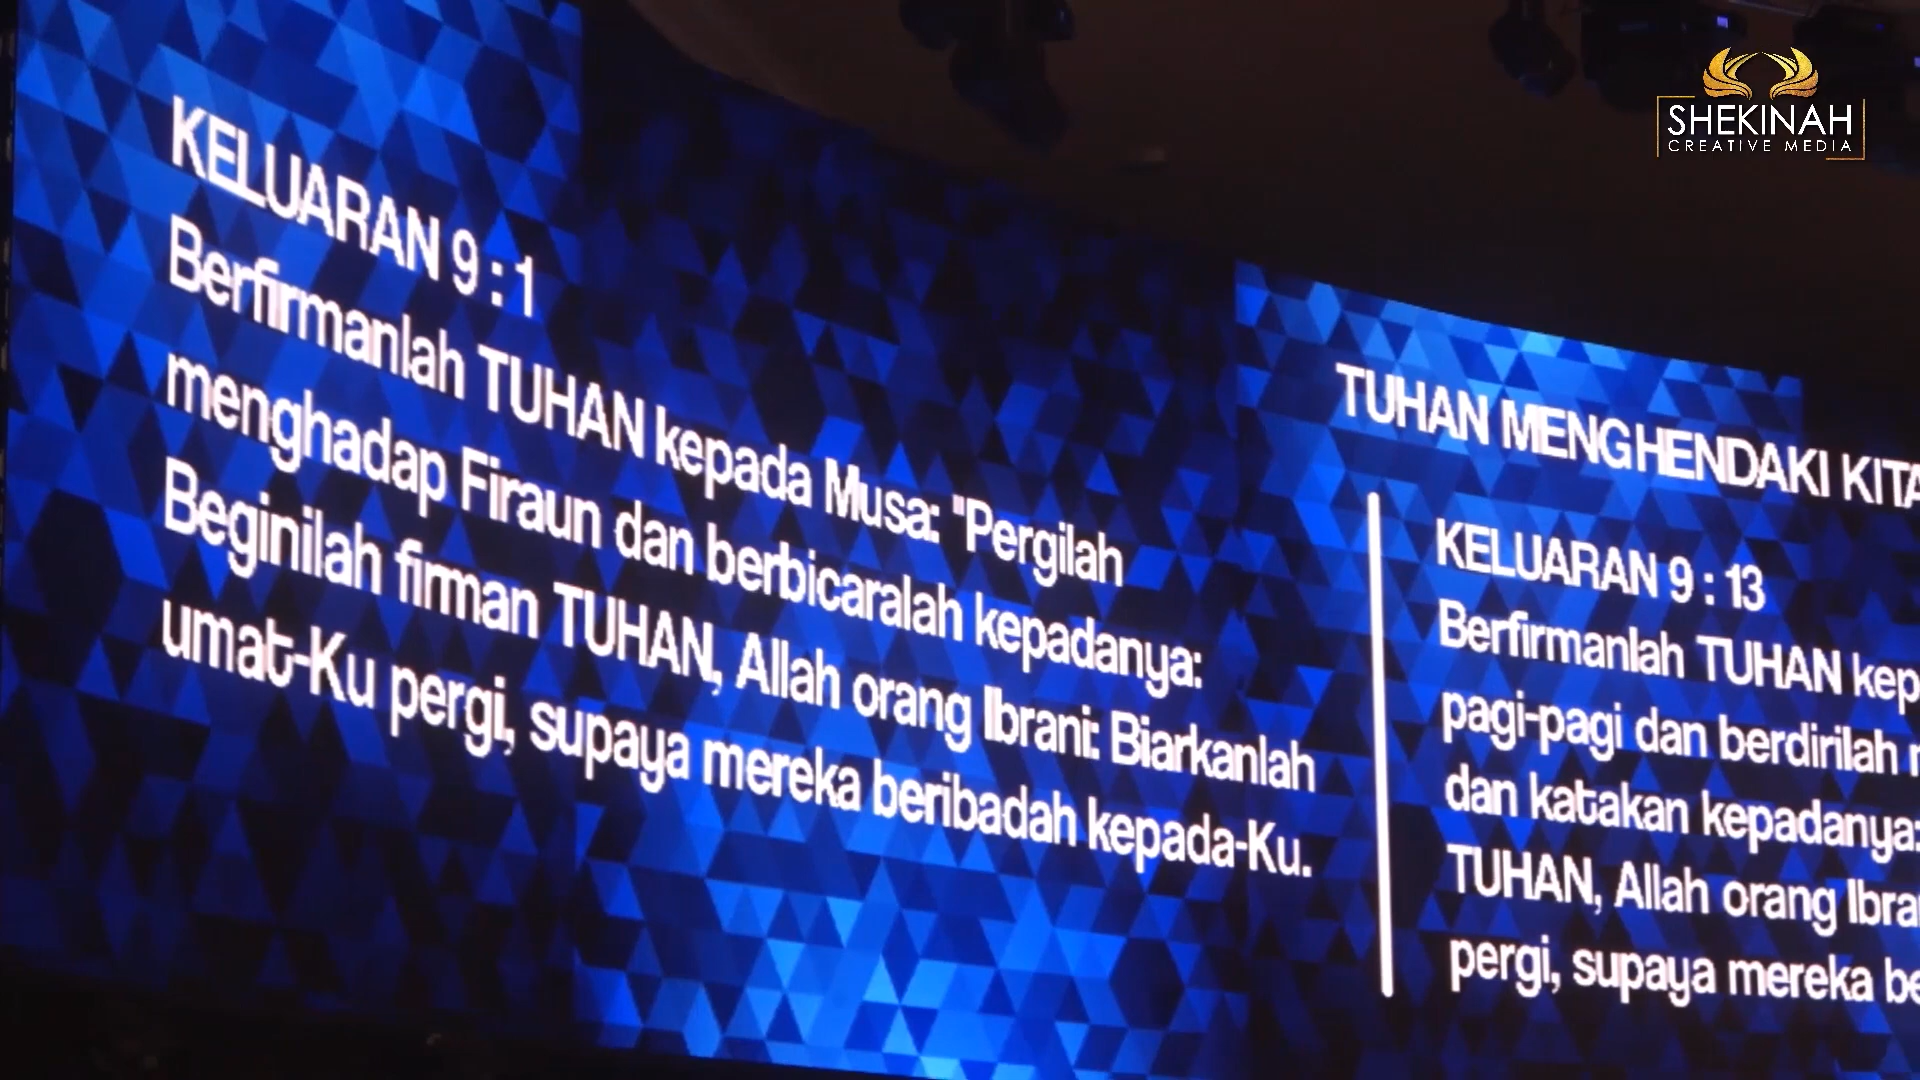 SHEKINAH
CREATIVE MEDIA
KELUARAN 9 : 1
Berfirmanlah TUHAN kepada Musa: "Pergilah
menghadap Firaun dan berbicaralah kepadanya:
Beginilah firman TUHAN, Allah orang Ibrani: Biarkanlah
umat-Ku pergi, supaya mereka beribadah kepada-Ku.
TUHAN MENGHENDAKI KITA
KELUARAN 9 : 13
Berfirmanlah TUHAN
pagi-pagi dan berdirilah
dan katakan kepadanya:
TUHAN, Allah orang
pergi, supaya mereka